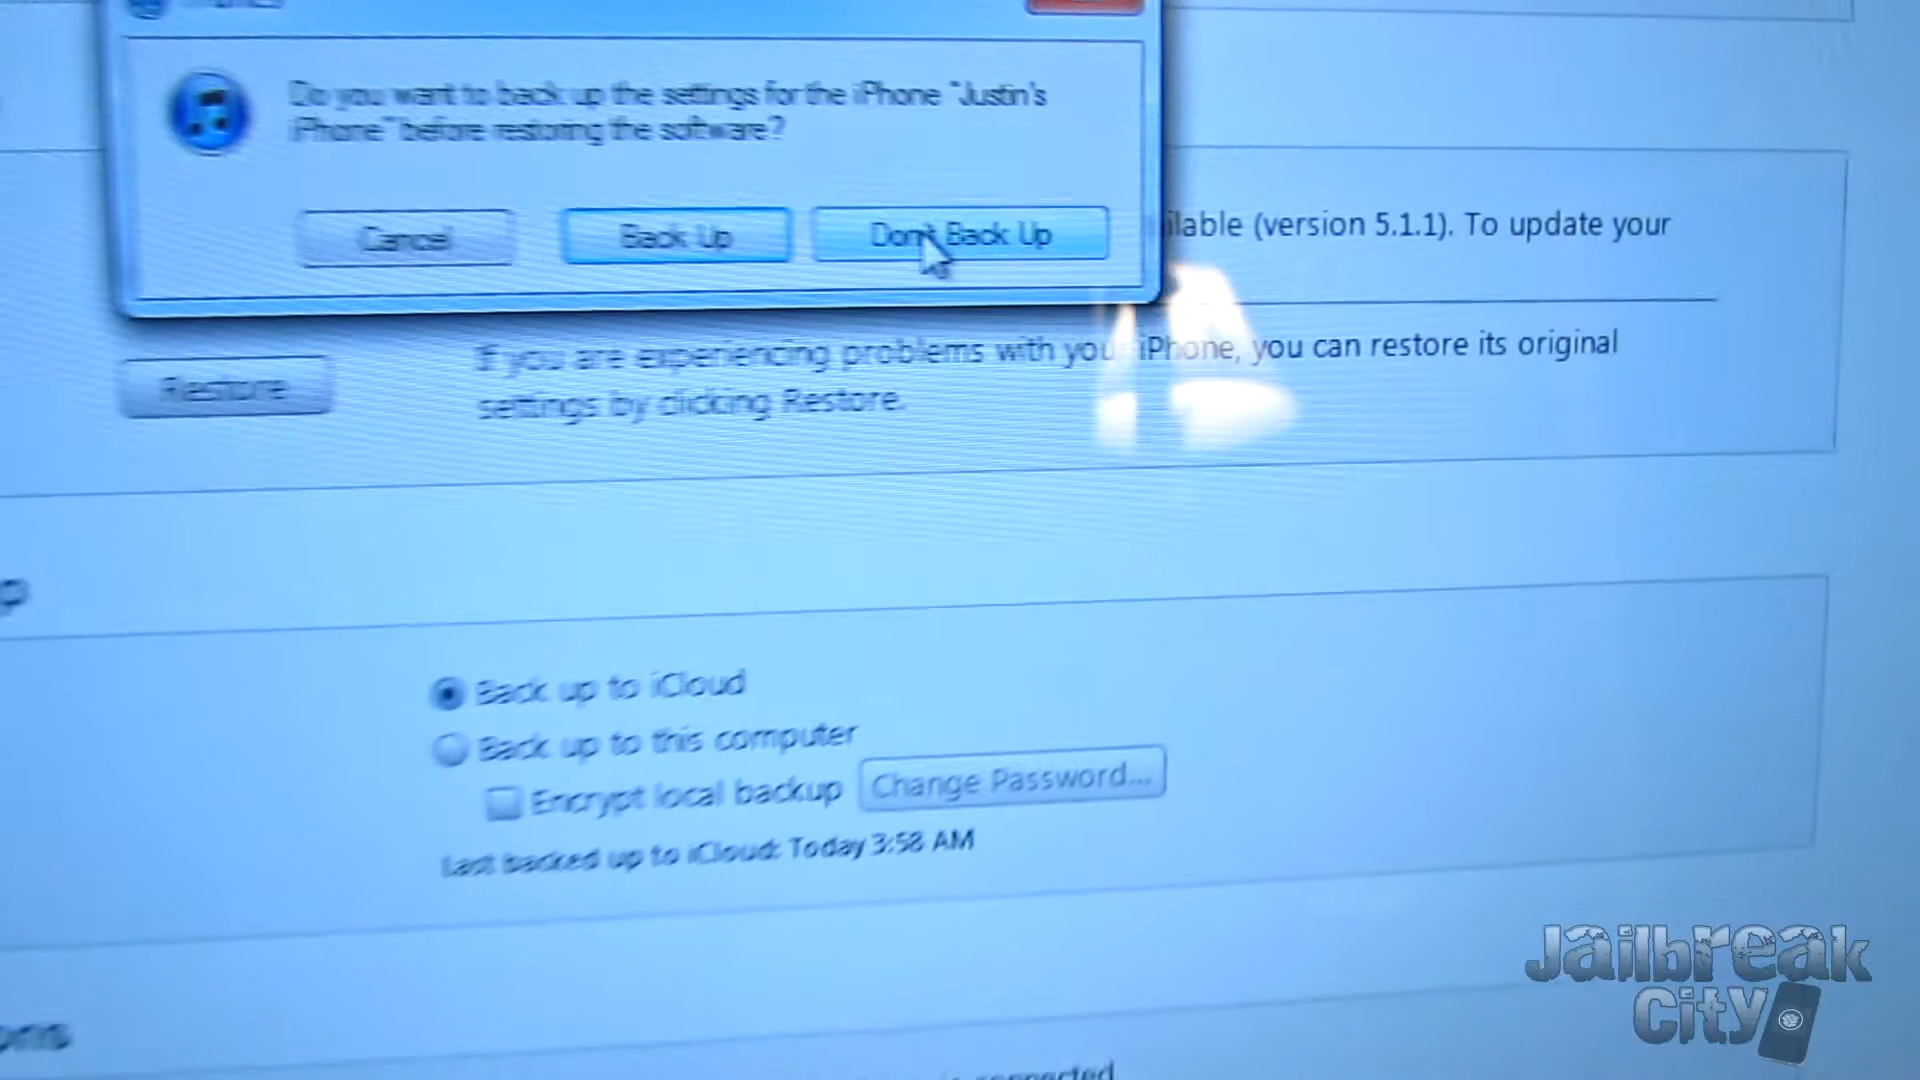 Do you want to back up the settings for the iPhone "Justin's
iPhone" before restoring the software?
Cancel
Back Up
Don't Back Up
ilable (version 5.1.1). To update your
Restore
If you are experiencing problems with your iPhone, you can restore its original
settings by clicking Restore.
p
Back up to iCloud
Back up to this computer
Encrypt local backup
Change Password...
Last backed up to iCloud: Today 3:58 AM
ons
connected
Jailbreak
City